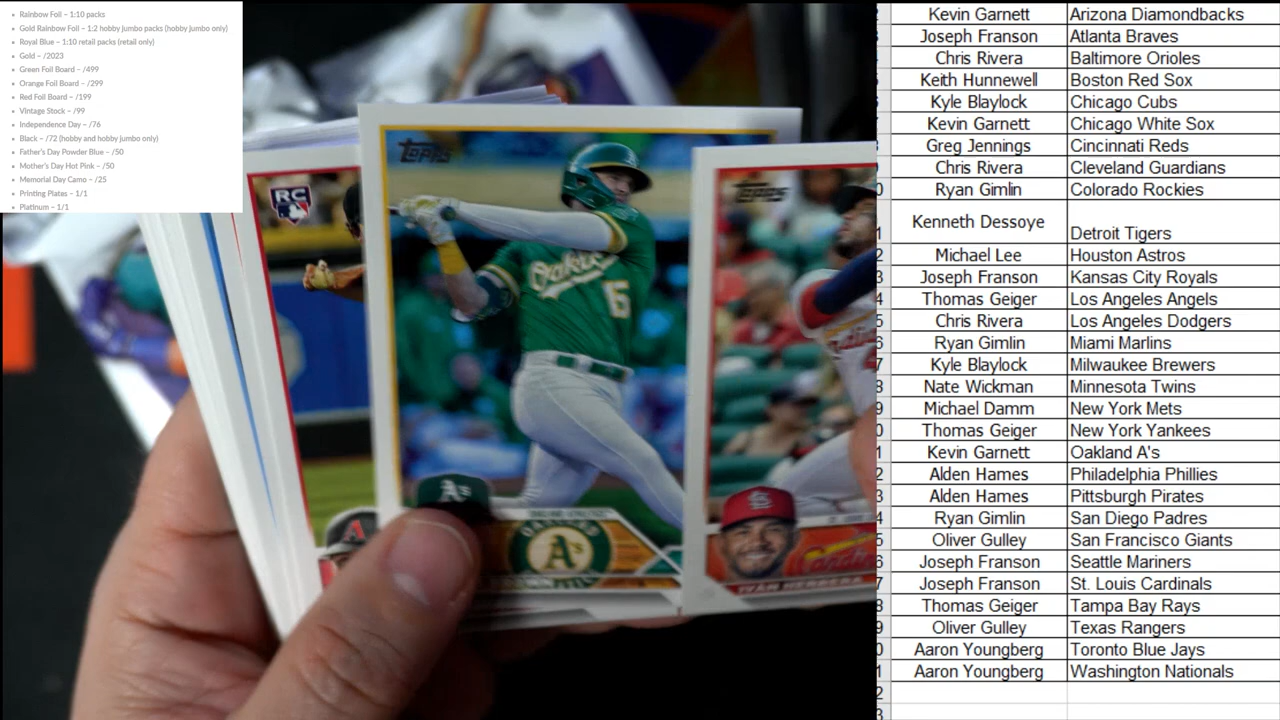 Rainbow Foil – 1:10 packs
Gold Rainbow Foil – 1:2 hobby jumbo packs (hobby jumbo only)
Royal Blue – 1:10 retail packs (retail only)
Gold – /2023
Green Foil Board – /499
Orange Foil Board – /299
Red Foil Board – /199
Vintage Stock – /99
Independence Day – /76
Black – /72 (hobby and hobby jumbo only)
Father's Day Powder Blue – /50
Mother's Day Hot Pink – /50
Memorial Day Camo – /25
Printing Plates – 1/1
Platinum – 1/1
RC
Topps
Oakla
15
A's
A's
Topps
Cardinals
IVAN HERRERA
Kevin Garnett Arizona Diamondbacks
Joseph Franson Atlanta Braves
Chris Rivera Baltimore Orioles
Keith Hunnewell Boston Red Sox
Kyle Blaylock Chicago Cubs
Kevin Garnett Chicago White Sox
Greg Jennings Cincinnati Reds
Chris Rivera Cleveland Guardians
Ryan Gimlin Colorado Rockies
Kenneth Dessoye Detroit Tigers
Michael Lee Houston Astros
Joseph Franson Kansas City Royals
Thomas Geiger Los Angeles Angels
Chris Rivera Los Angeles Dodgers
Ryan Gimlin Miami Marlins
Kyle Blaylock Milwaukee Brewers
Nate Wickman Minnesota Twins
Michael Damm New York Mets
Thomas Geiger New York Yankees
Kevin Garnett Oakland A's
Alden Hames Philadelphia Phillies
Alden Hames Pittsburgh Pirates
Ryan Gimlin San Diego Padres
Oliver Gulley San Francisco Giants
Joseph Franson Seattle Mariners
Joseph Franson St. Louis Cardinals
Thomas Geiger Tampa Bay Rays
Oliver Gulley Texas Rangers
Aaron Youngberg Toronto Blue Jays
Aaron Youngberg Washington Nationals